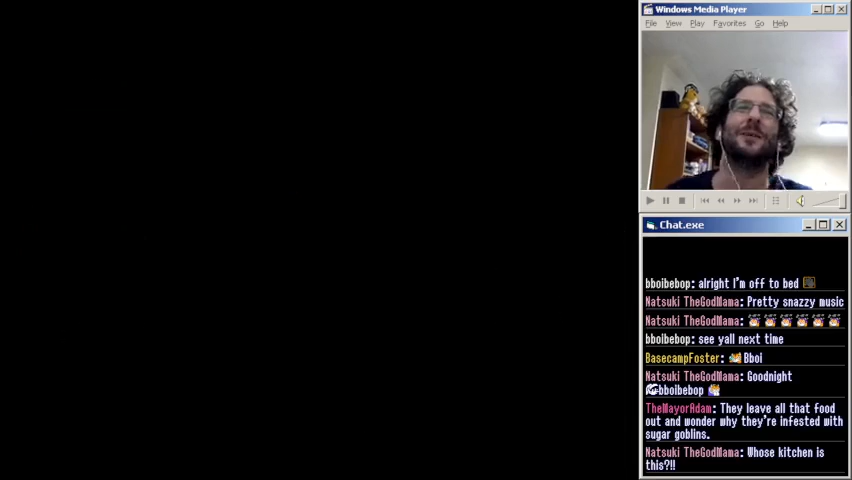 Windows Media Player
File View Play Favorites Go Help
Chat.exe
bboibebop: alright I'm off to bed
Natsuki TheGodMama: Pretty snazzy music
Natsuki TheGodMama:
bboibebop: see yall next time
BasecampFoster: Bboi
Natsuki TheGodMama: Goodnight
bboibebop
TheMayorAdam: They leave all that food
out and wonder why they're infested with
sugar goblins.
Natsuki TheGodMama: Whose kitchen is
this?!!